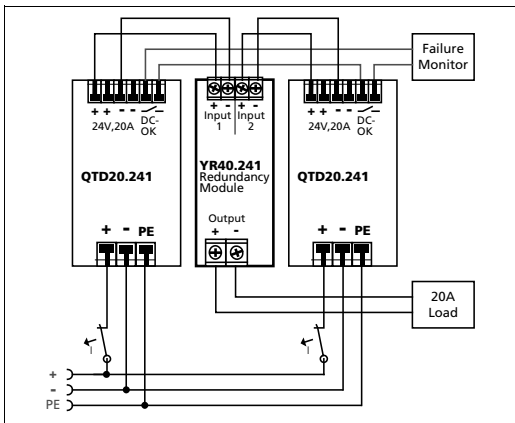 Failure
Monitor
+ + - -
24V,20A
DC-
OK
QTD20.241
+ - PE
+ - + -
Input
1
Input
2
YR40.241
Redundancy
Module
Output
+ -
+ + - -
24V,20A
DC-
OK
QTD20.241
+ - PE
20A
Load
I
I
+
-
PE